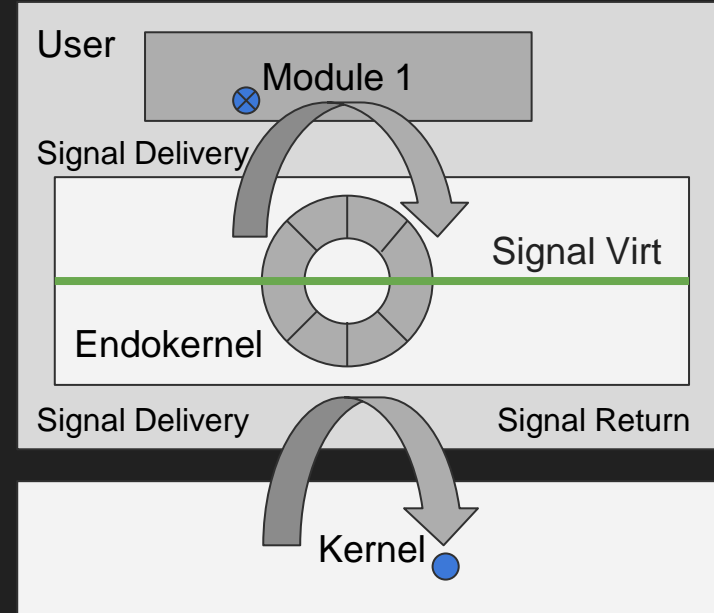 User
Module 1
Signal Delivery
Signal Virt
Endokernel
Signal Delivery
Signal Return
Kernel